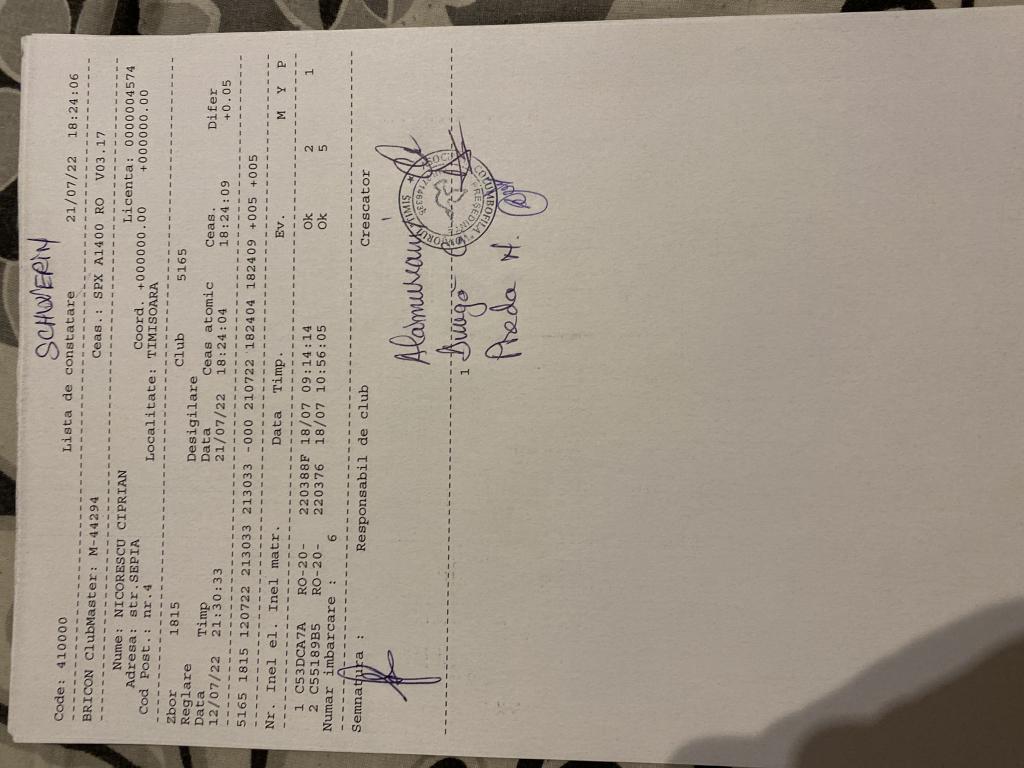 SCHWERIN
Code: 410000 Lista de constatare 21/07/22 18:24:06
BRICON ClubMaster: M-44294 Ceas.: SPX A1400 RO V03.17
Nume: NICORESCU CIPRIAN Licenta: 0000004574
Adresa: str.SEPIA Coord. +000000.00 +000000.00
Cod Post.: nr.4 Localitate: TIMISOARA
Zbor 1815 Club 5165
Reglare Desigilare
Data Timp Data Ceas atomic Ceas. Difer
12/07/22 21:30:33 21/07/22 18:24:04 18:24:09 +0.05
5165 1815 120722 213033 213033 -000 210722 182404 182409 +005 +005
Nr. Inel el. Inel matr. Data Timp. Ev. M Y P
1 C53DCA7A RO-20- 220388F 18/07 09:14:14 Ok 2 1
2 C55189B5 RO-20- 220376 18/07 10:56:05 Ok 5
Numar imbarcare : 6
Semnatura : Responsabil de club Crescator
1
Preda N.